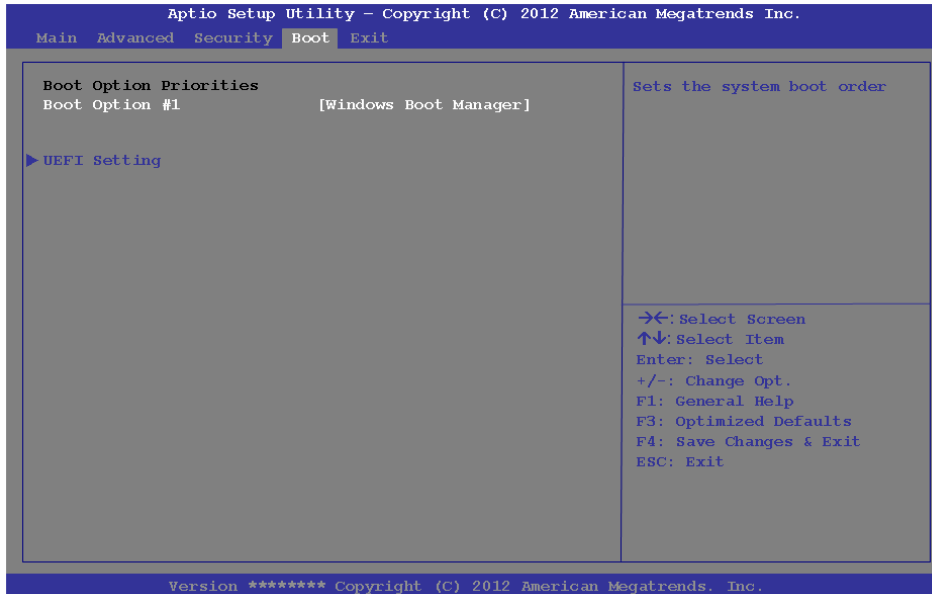 Aptio Setup Utility – Copyright (C) 2012 American Megatrends Inc.
Main Advanced Security Boot Exit
Boot Option Priorities
Boot Option #1 [Windows Boot Manager]
▶ UEFI Setting
Sets the system boot order
→←:Select Screen
↑↓:Select Item
Enter: Select
+/-: Change Opt.
F1: General Help
F3: Optimized Defaults
F4: Save Changes & Exit
ESC: Exit
Version ******** Copyright (C) 2012 American Megatrends. Inc.